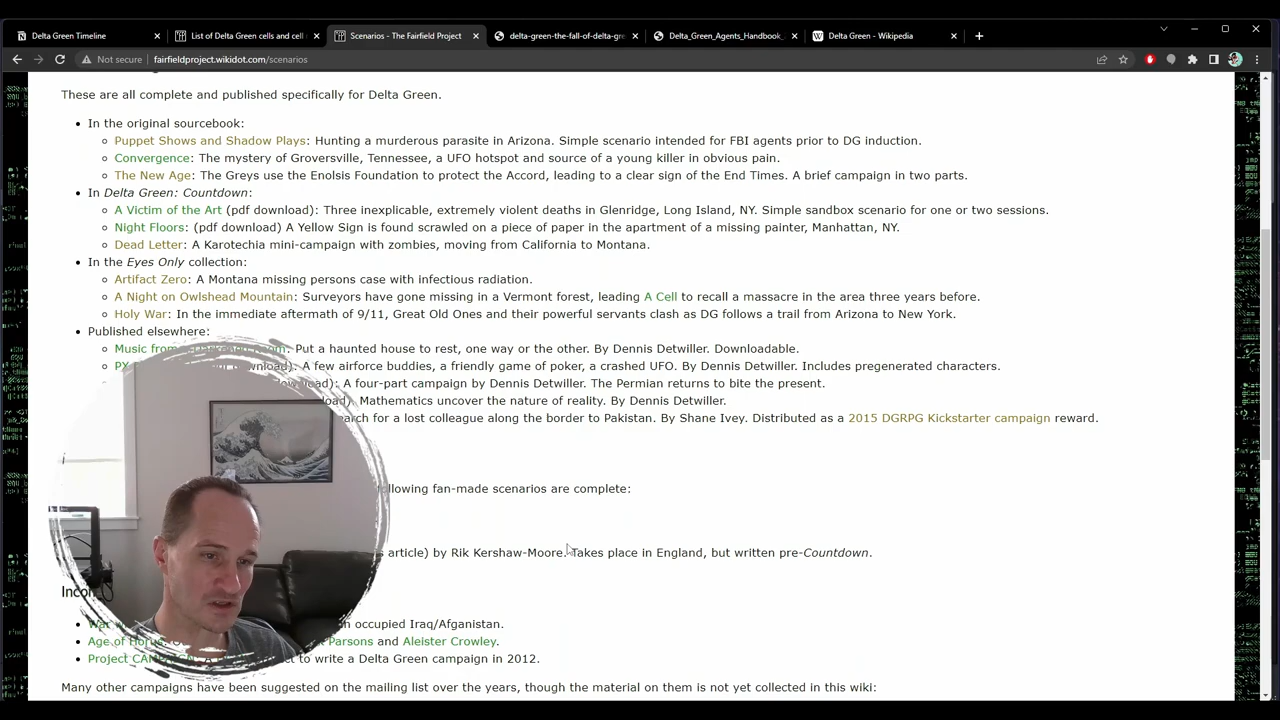 Delta Green Timeline
List of Delta Green cells and cell
Scenarios - The Fairfield Project
delta-green-the-fall-of-delta-gre
Delta_Green_Agents_Handbook_
Delta Green - Wikipedia
Not secure | fairfieldproject.wikidot.com/scenarios
These are all complete and published specifically for Delta Green.
• In the original sourcebook:
Puppet Shows and Shadow Plays: Hunting a murderous parasite in Arizona. Simple scenario intended for FBI agents prior to DG induction.
Convergence: The mystery of Groversville, Tennessee, a UFO hotspot and source of a young killer in obvious pain.
The New Age: The Greys use the Enolsis Foundation to protect the Accord, leading to a clear sign of the End Times. A brief campaign in two parts.
• In Delta Green: Countdown:
A Victim of the Art (pdf download): Three inexplicable, extremely violent deaths in Glenridge, Long Island, NY. Simple sandbox scenario for one or two sessions.
Night Floors: (pdf download) A Yellow Sign is found scrawled on a piece of paper in the apartment of a missing painter, Manhattan, NY.
Dead Letter: A Karotechia mini-campaign with zombies, moving from California to Montana.
• In the Eyes Only collection:
Artifact Zero: A Montana missing persons case with infectious radiation.
A Night on Owlshead Mountain: Surveyors have gone missing in a Vermont forest, leading A Cell to recall a massacre in the area three years before.
Holy War: In the immediate aftermath of 9/11, Great Old Ones and their powerful servants clash as DG follows a trail from Arizona to New York.
• Published elsewhere:
Music from a Put a haunted house to rest, one way or the other. By Dennis Detwiller. Downloadable.
A few airforce buddies, a friendly game of poker, a crashed UFO. By Dennis Detwiller. Includes pregenerated characters.
A four-part campaign by Dennis Detwiller. The Permian returns to bite the present.
Mathematics uncover the nature of reality. By Dennis Detwiller.
for a lost colleague along the border to Pakistan. By Shane Ivey. Distributed as a 2015 DGRPG Kickstarter campaign reward.
fan-made scenarios are complete:
article) by Rik Kershaw-Moore. Takes place in England, but written pre-Countdown.
occupied Iraq/Afganistan.
Age of Parsons and Aleister Crowley.
Project to write a Delta Green campaign in 2012.
Many other campaigns have been suggested on the mailing list over the years, though the material on them is not yet collected in this wiki: